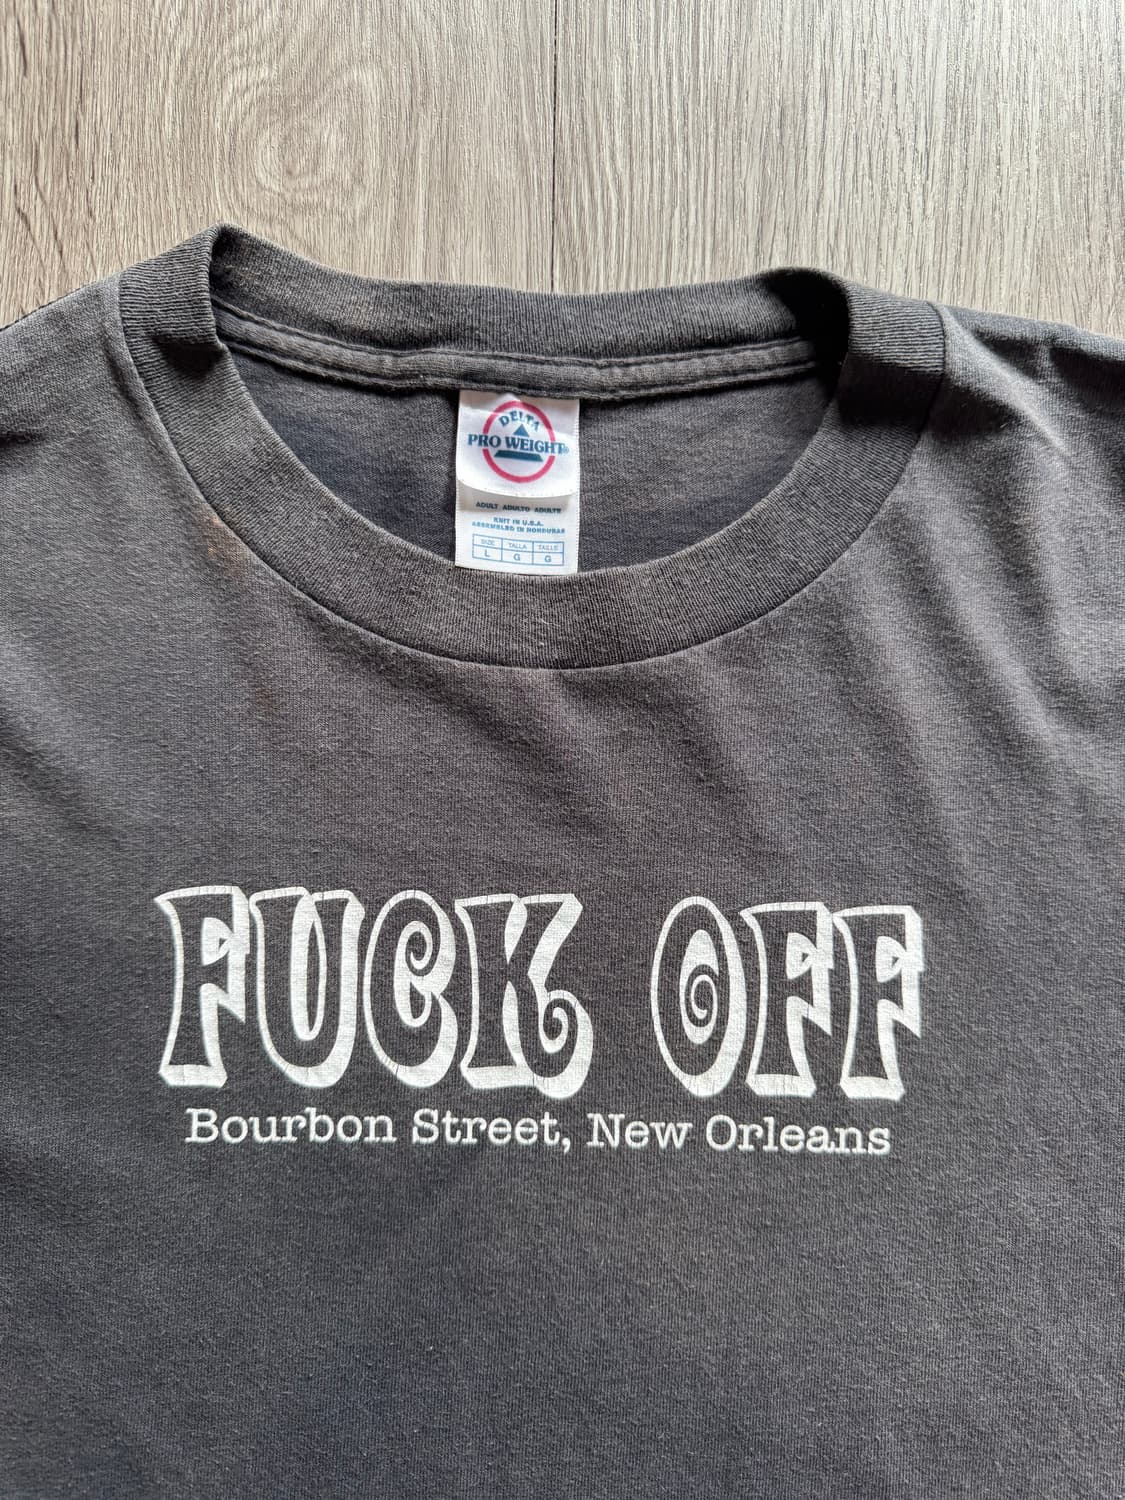 DELTA
PRO WEIGHT®
ADULT ADULTO ADULTE
KNIT IN U.S.A.
ASSEMBLED IN HONDURAS
SIZE TALLA TAILLE
L G G
FUCK OFF
Bourbon Street, New Orleans